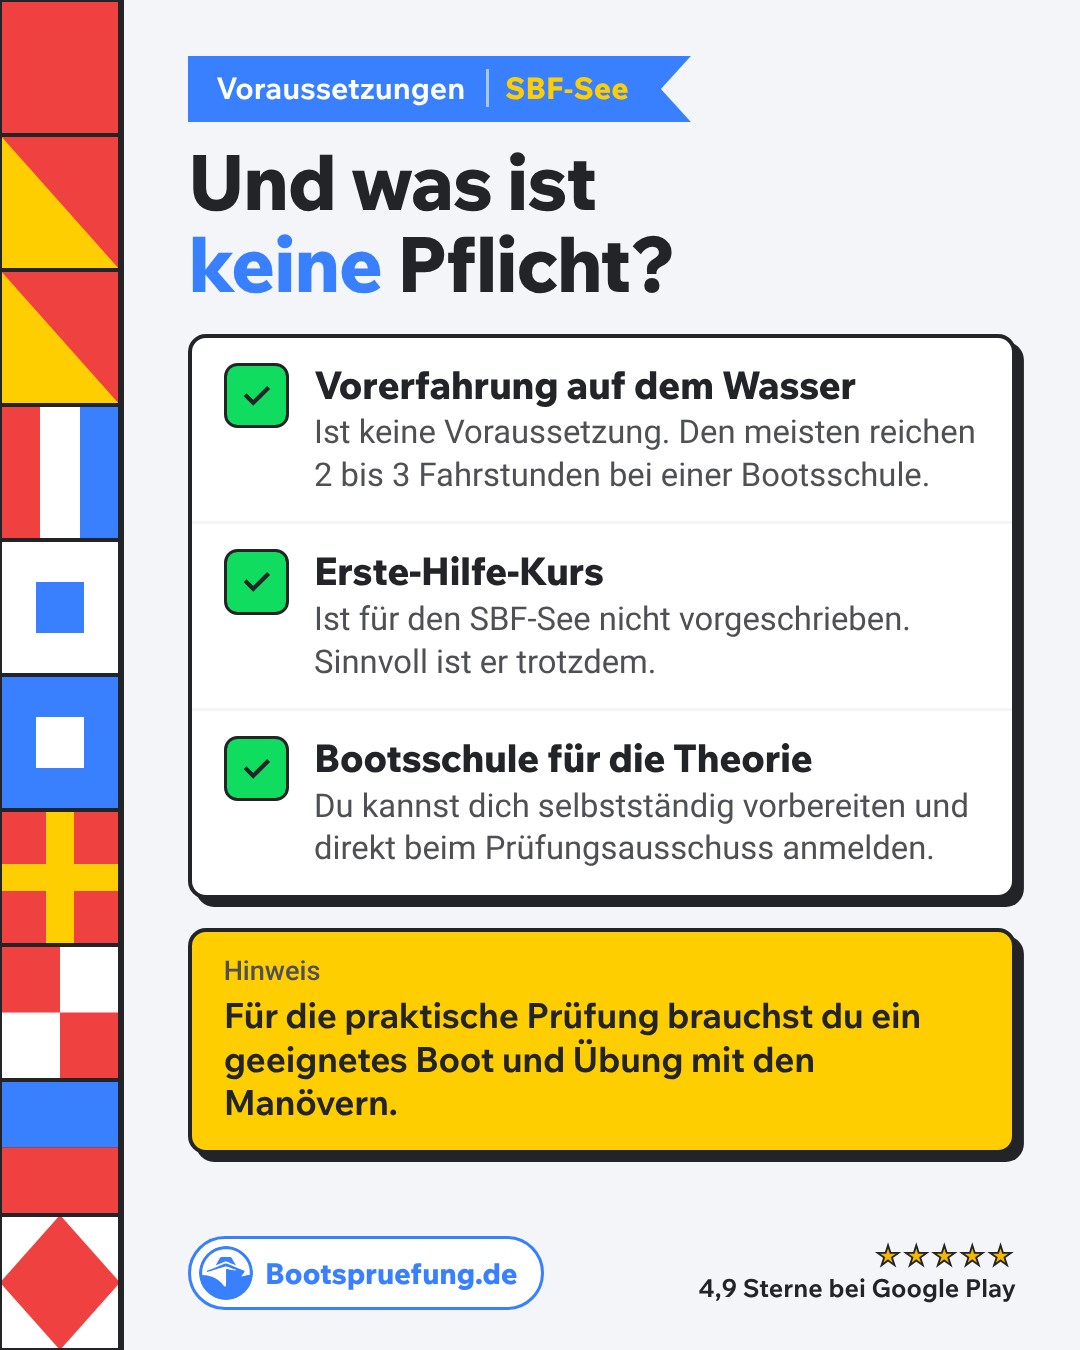 Voraussetzungen | SBF-See
Und was ist
keine Pflicht?
Vorerfahrung auf dem Wasser
Ist keine Voraussetzung. Den meisten reichen
2 bis 3 Fahrstunden bei einer Bootsschule.
Erste-Hilfe-Kurs
Ist für den SBF-See nicht vorgeschrieben.
Sinnvoll ist er trotzdem.
Bootsschule für die Theorie
Du kannst dich selbstständig vorbereiten und
direkt beim Prüfungsausschuss anmelden.
Hinweis
Für die praktische Prüfung brauchst du ein
geeignetes Boot und Übung mit den
Manövern.
Bootspruefung.de
4,9 Sterne bei Google Play